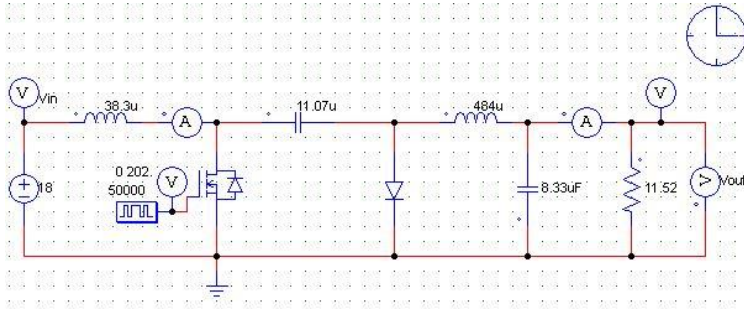 V
Vin
38.3u
A
11.07u
484u
A
V
18
0 202.
50000
V
8.33uF
11.52
V
Vout